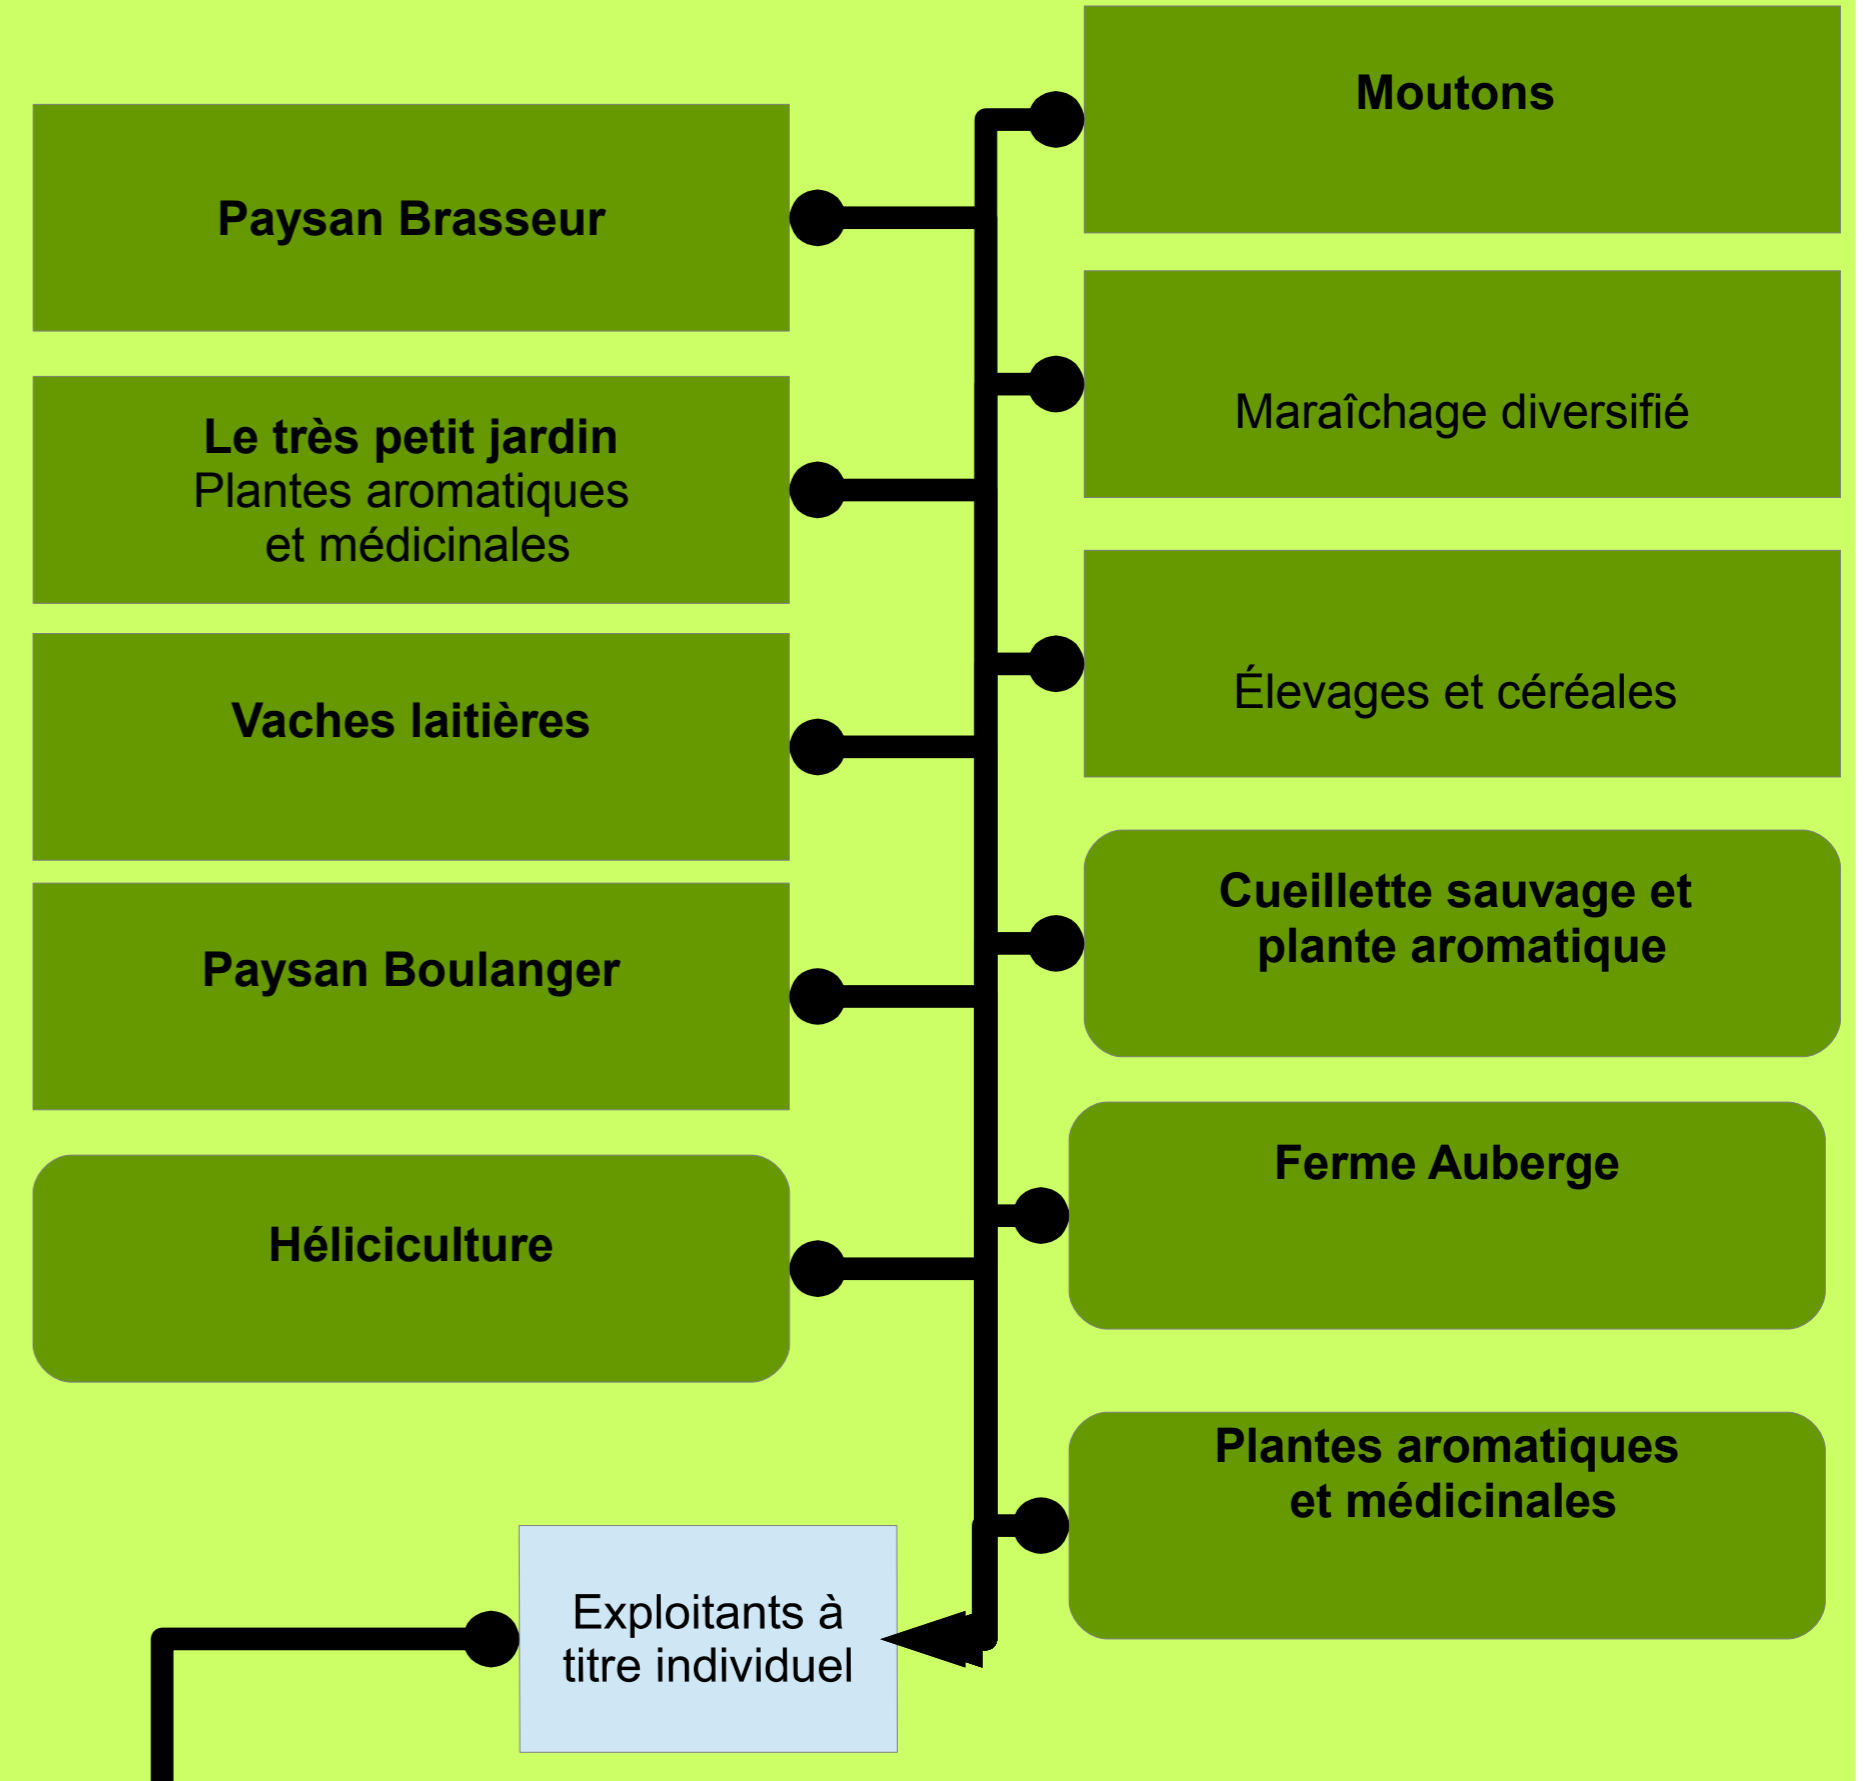 Moutons
Paysan Brasseur
Maraîchage diversifié
Le très petit jardin
Plantes aromatiques
et médicinales
Élevages et céréales
Vaches laitières
Cueillette sauvage et
plante aromatique
Paysan Boulanger
Ferme Auberge
Héliciculture
Plantes aromatiques
et médicinales
Exploitants à
titre individuel